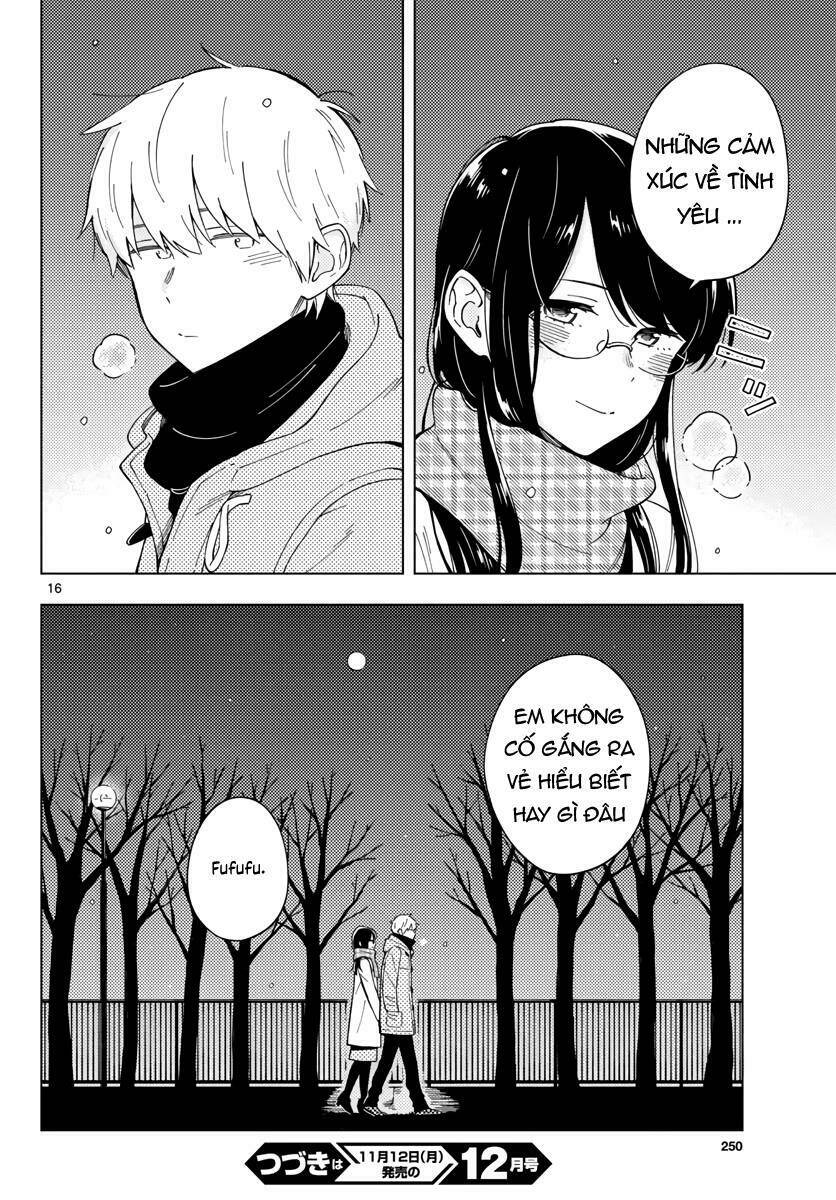 NHỮNG CẢM
XÚC VỀ TÌNH
YÊU ...
16
EM KHÔNG
CỐ GẮNG RA
VẺ HIỂU BIẾT
HAY GÌ ĐÂU
Fufufu.
250
つづきは
11月12日(月)
発売の
12月号